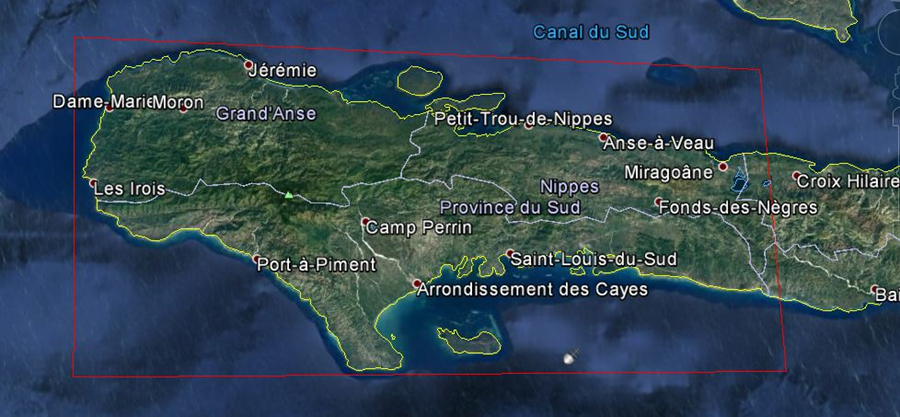 Canal du Sud
Jérémie
Dame-Marie
Moron
Grand'Anse
Petit-Trou-de-Nippes
Anse-à-Veau
Miragoâne
Croix Hilaire
Les Irois
Nippes
Province du Sud
Fonds-des-Nègres
Camp Perrin
Port-à-Piment
Saint-Louis-du-Sud
Arrondissement des Cayes